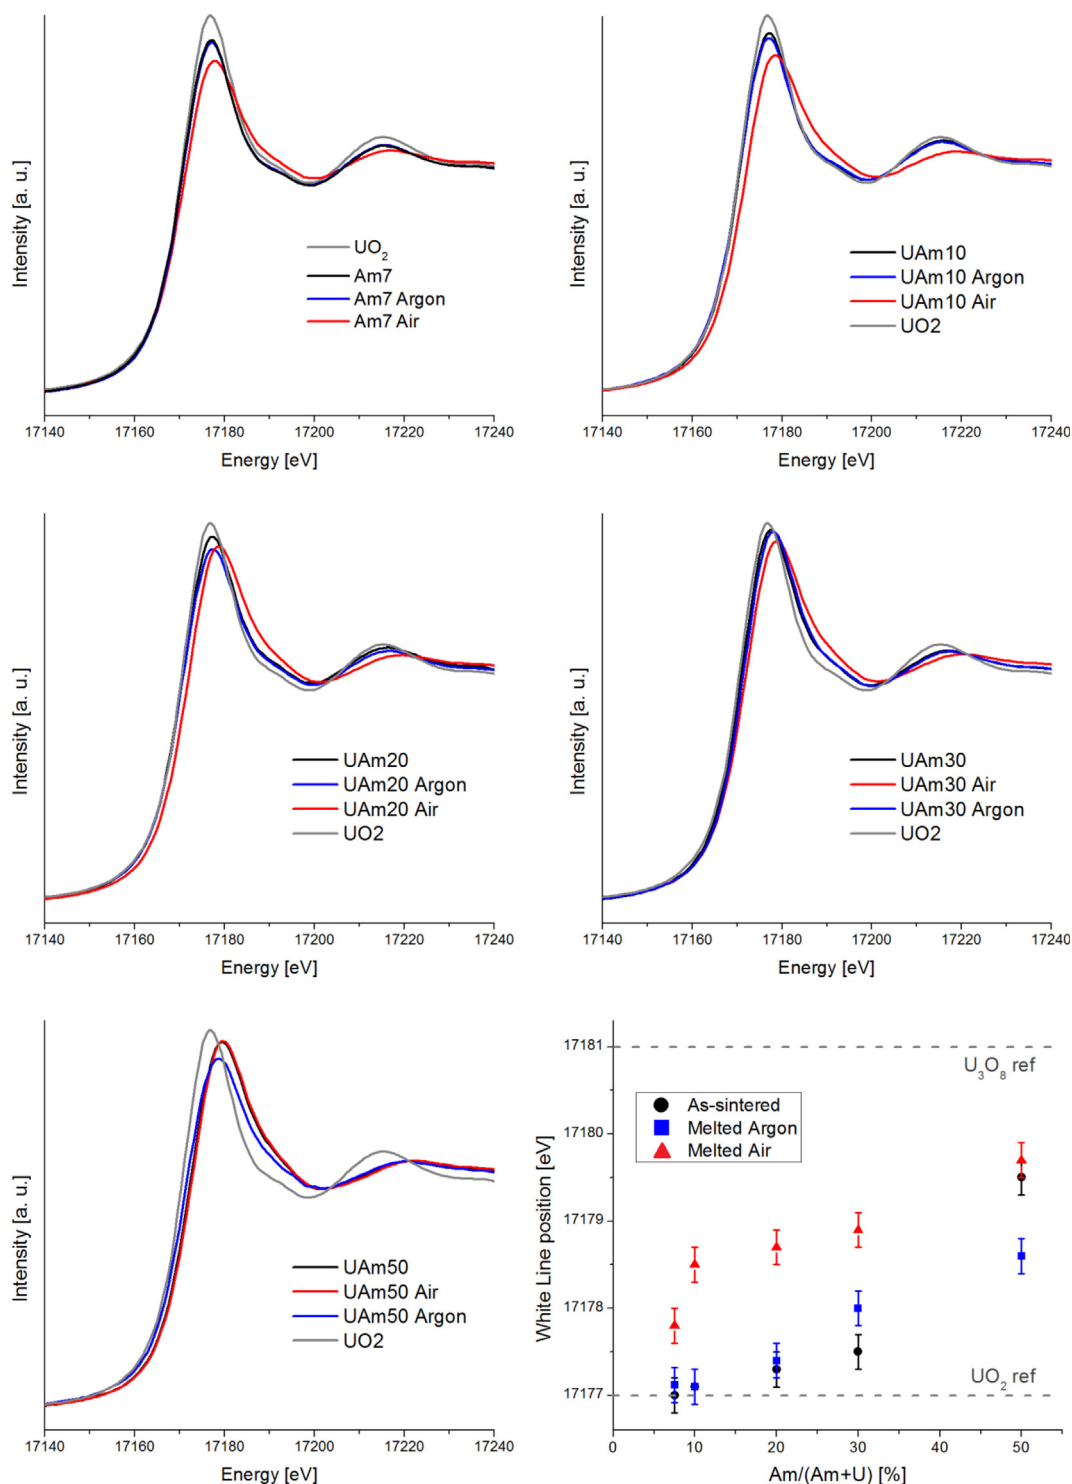 Intensity [a. u.]
UO2
Am7
Am7 Argon
Am7 Air
17140 17160 17180 17200 17220 17240
Energy [eV]
Intensity [a. u.]
UAm10
UAm10 Argon
UAm10 Air
UO2
17140 17160 17180 17200 17220 17240
Energy [eV]
Intensity [a. u.]
UAm20
UAm20 Argon
UAm20 Air
UO2
17140 17160 17180 17200 17220 17240
Energy [eV]
Intensity [a. u.]
UAm30
UAm30 Air
UAm30 Argon
UO2
17140 17160 17180 17200 17220 17240
Energy [eV]
Intensity [a. u.]
UAm50
UAm50 Air
UAm50 Argon
UO2
17140 17160 17180 17200 17220 17240
Energy [eV]
White Line position [eV]
17181
U3O8 ref
As-sintered
Melted Argon
Melted Air
17180
17179
17178
UO2 ref
17177
0 10 20 30 40 50
Am/(Am+U) [%]